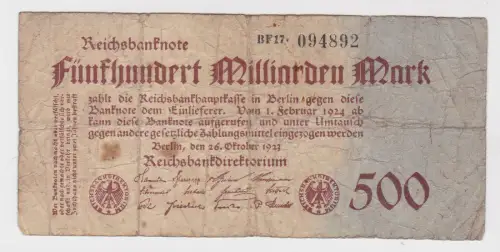 Reichsbanknote
BF17· 094892
Fünfhundert Milliarden Mark
zahlt die Reichsbankhauptkasse in Berlin gegen diese
Banknote dem Einlieferer. Vom 1. Februar 1924 ab
kann diese Banknote aufgerufen und unter Umtausch
gegen andere gesetzliche Zahlungsmittel eingezogen werden
Berlin, den 26. Oktober 1923
Reichsbankdirektorium
500